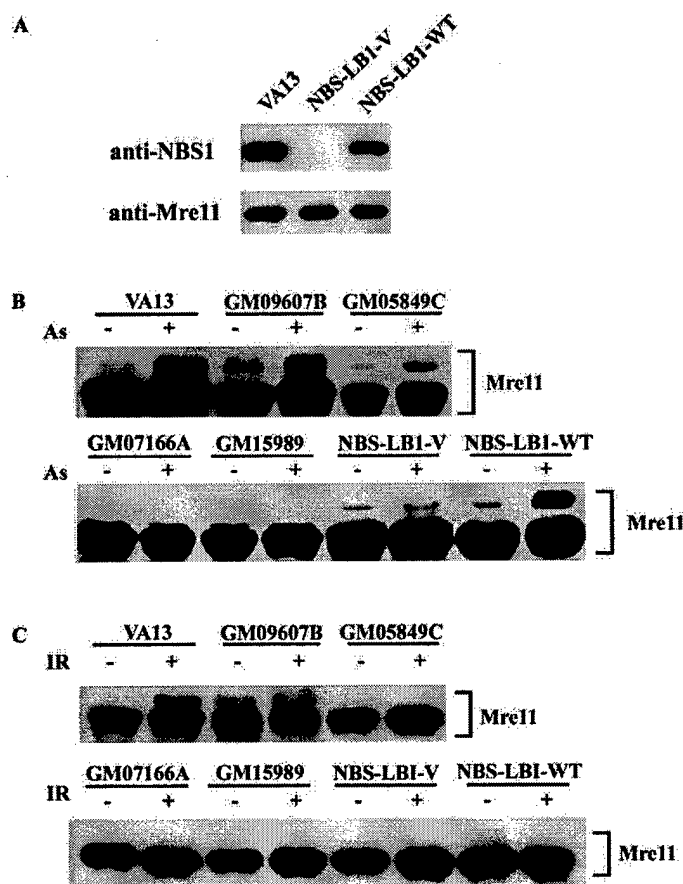 A
VA13 NBS-LB1-V NBS-LB1-WT
anti-NBS1
anti-Mre11
B
VA13 GM09607B GM05849C
As - + - + - +
Mre11
GM07166A GM15989 NBS-LB1-V NBS-LB1-WT
As - + - + - + - +
Mre11
C
VA13 GM09607B GM05849C
IR - + - + - +
Mre11
GM07166A GM15989 NBS-LBI-V NBS-LBI-WT
IR - + - + - + - +
Mre11